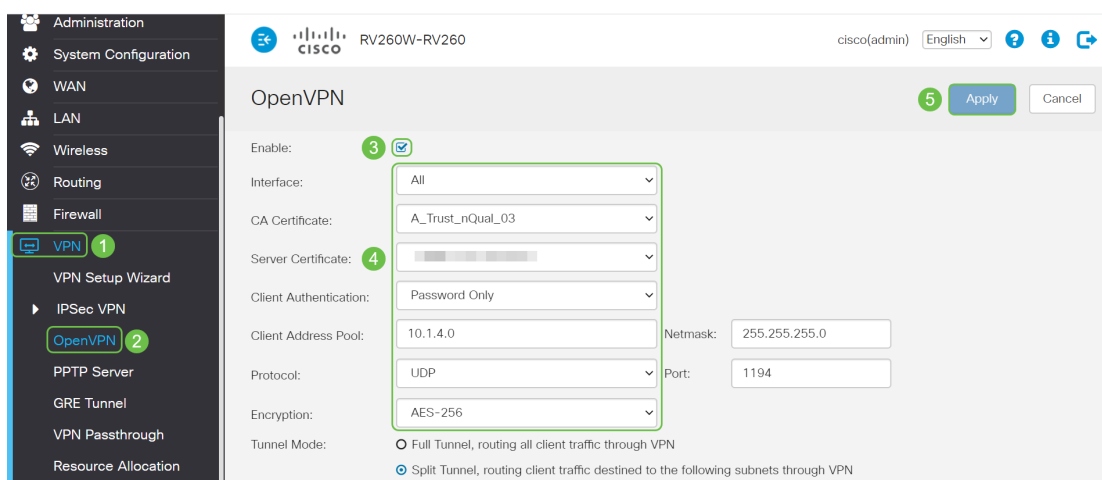 Administration
System Configuration
WAN
LAN
Wireless
Routing
Firewall
VPN 1
VPN Setup Wizard
IPSec VPN
OpenVPN 2
PPTP Server
GRE Tunnel
VPN Passthrough
Resource Allocation
CISCO RV260W-RV260 cisco(admin) English ? i
OpenVPN 5 Apply Cancel
Enable: 3
Interface: All
CA Certificate: A_Trust_nQual_03
Server Certificate: 4
Client Authentication: Password Only
Client Address Pool: 10.1.4.0 Netmask: 255.255.255.0
Protocol: UDP Port: 1194
Encryption: AES-256
Tunnel Mode: Full Tunnel, routing all client traffic through VPN
Split Tunnel, routing client traffic destined to the following subnets through VPN